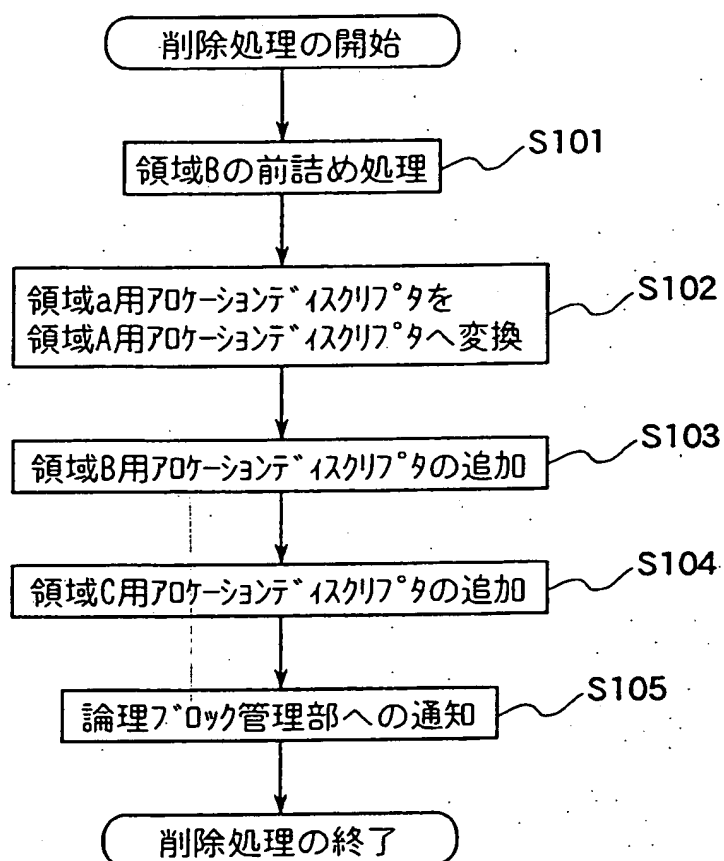 削除処理の開始
領域Bの前詰め処理
S101
領域a用ｱﾛｹｰｼｮﾝﾃﾞｨｽｸﾘﾌﾟﾀを
領域A用ｱﾛｹｰｼｮﾝﾃﾞｨｽｸﾘﾌﾟﾀへ変換
S102
領域B用ｱﾛｹｰｼｮﾝﾃﾞｨｽｸﾘﾌﾟﾀの追加
S103
領域C用ｱﾛｹｰｼｮﾝﾃﾞｨｽｸﾘﾌﾟﾀの追加
S104
論理ﾌﾞﾛｯｸ管理部への通知
S105
削除処理の終了